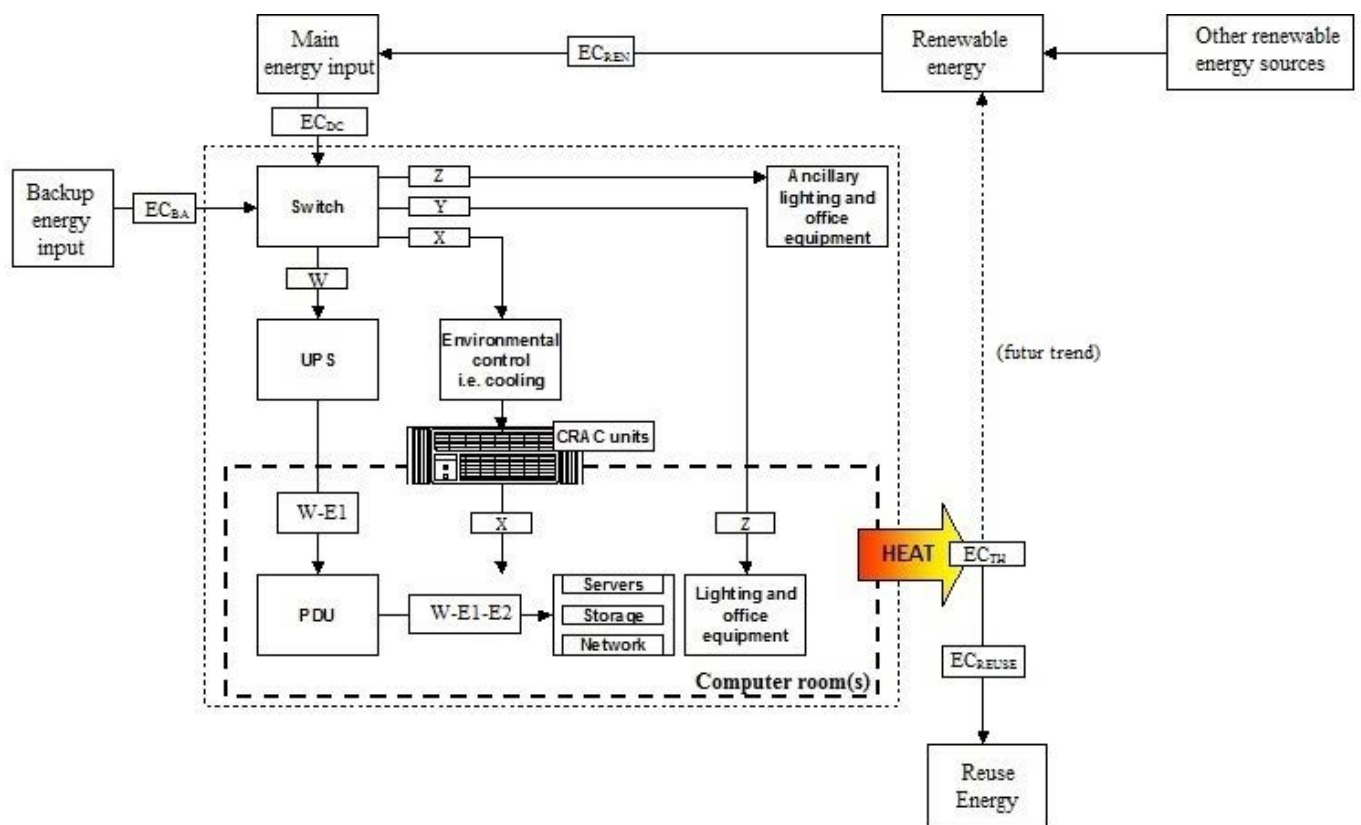 Main
energy input
EC_REN
Renewable
energy
Other renewable
energy sources
EC_DC
Backup
energy
input
EC_BA
Switch
Z
Y
X
Ancillary
lighting and
office
equipment
W
UPS
Environmental
control
i.e. cooling
(futur trend)
CRAC units
W-E1
X
Z
HEAT
EC_TH
PDU
W-E1-E2
Servers
Storage
Network
Lighting and
office
equipment
EC_REUSE
Computer room(s)
Reuse
Energy